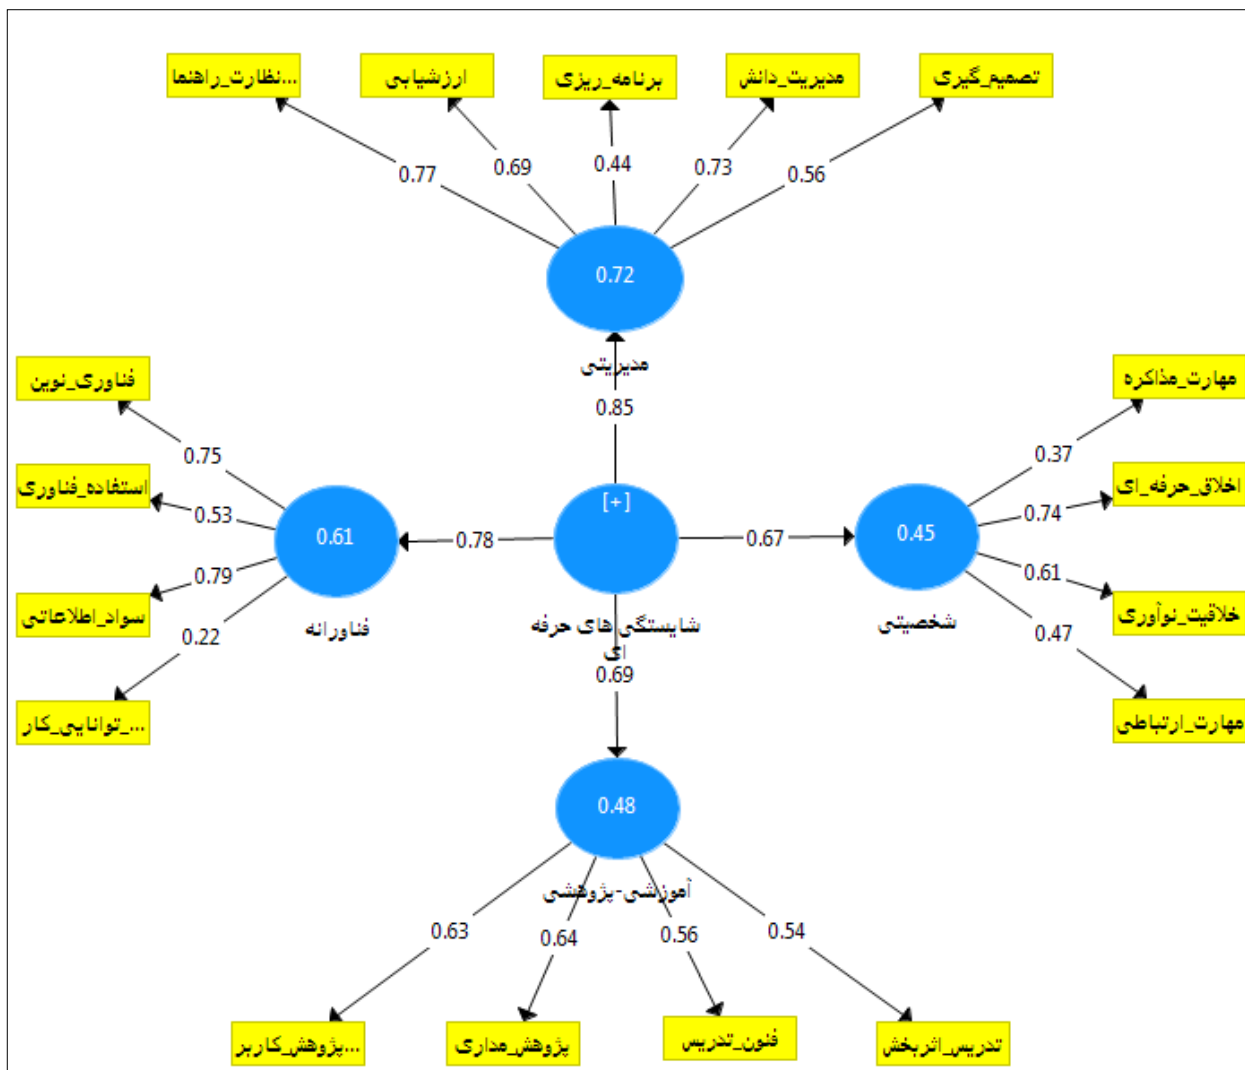 تصمیم_گیری
مدیریت_دانش
برنامه_ریزی
ارزشیابی
نظارت_راهنما...
0.56
0.73
0.44
0.69
0.77
0.72
مدیریتی
0.85
مهارت_مذاکره
اخلاق_حرفه_ای
خلاقیت_نوآوری
مهارت_ارتباطی
0.37
0.74
0.61
0.47
0.45
شخصیتی
0.67
[+]
شایستگی های حرفه
ای
0.78
0.61
فناورانه
0.75
0.53
0.79
0.22
فناوری_نوین
استفاده_فناوری
سواد_اطلاعاتی
توانایی_کار_...
0.69
0.48
آموزشی-پژوهشی
0.54
0.56
0.64
0.63
تدریس_اثربخش
فنون_تدریس
پژوهش_مداری
پژوهش_کاربر...